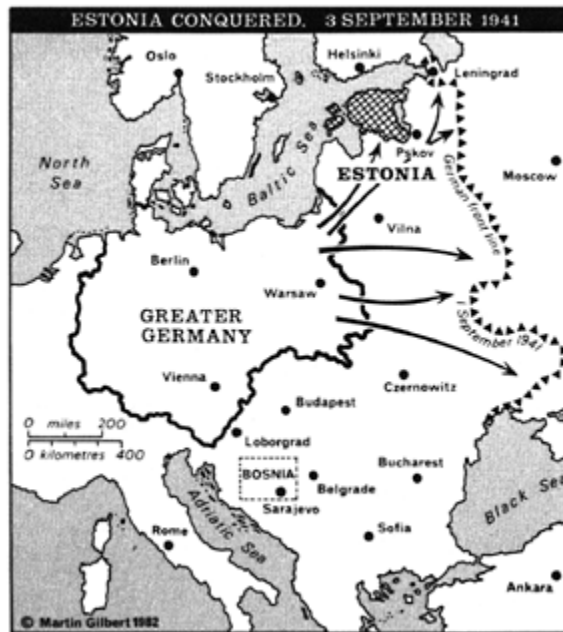 ESTONIA CONQUERED. 3 SEPTEMBER 1941
Oslo
Helsinki
Leningrad
Stockholm
North
Sea
Baltic Sea
Pskov
ESTONIA
Moscow
German front line
Vilna
Berlin
Warsaw
GREATER
GERMANY
1 September 1941
Vienna
Czernowitz
0 miles 200
0 kilometres 400
Budapest
Loborgrad
BOSNIA
Belgrade
Bucharest
Sarajevo
Adriatic Sea
Black Sea
Rome
Sofia
Ankara
© Martin Gilbert 1982